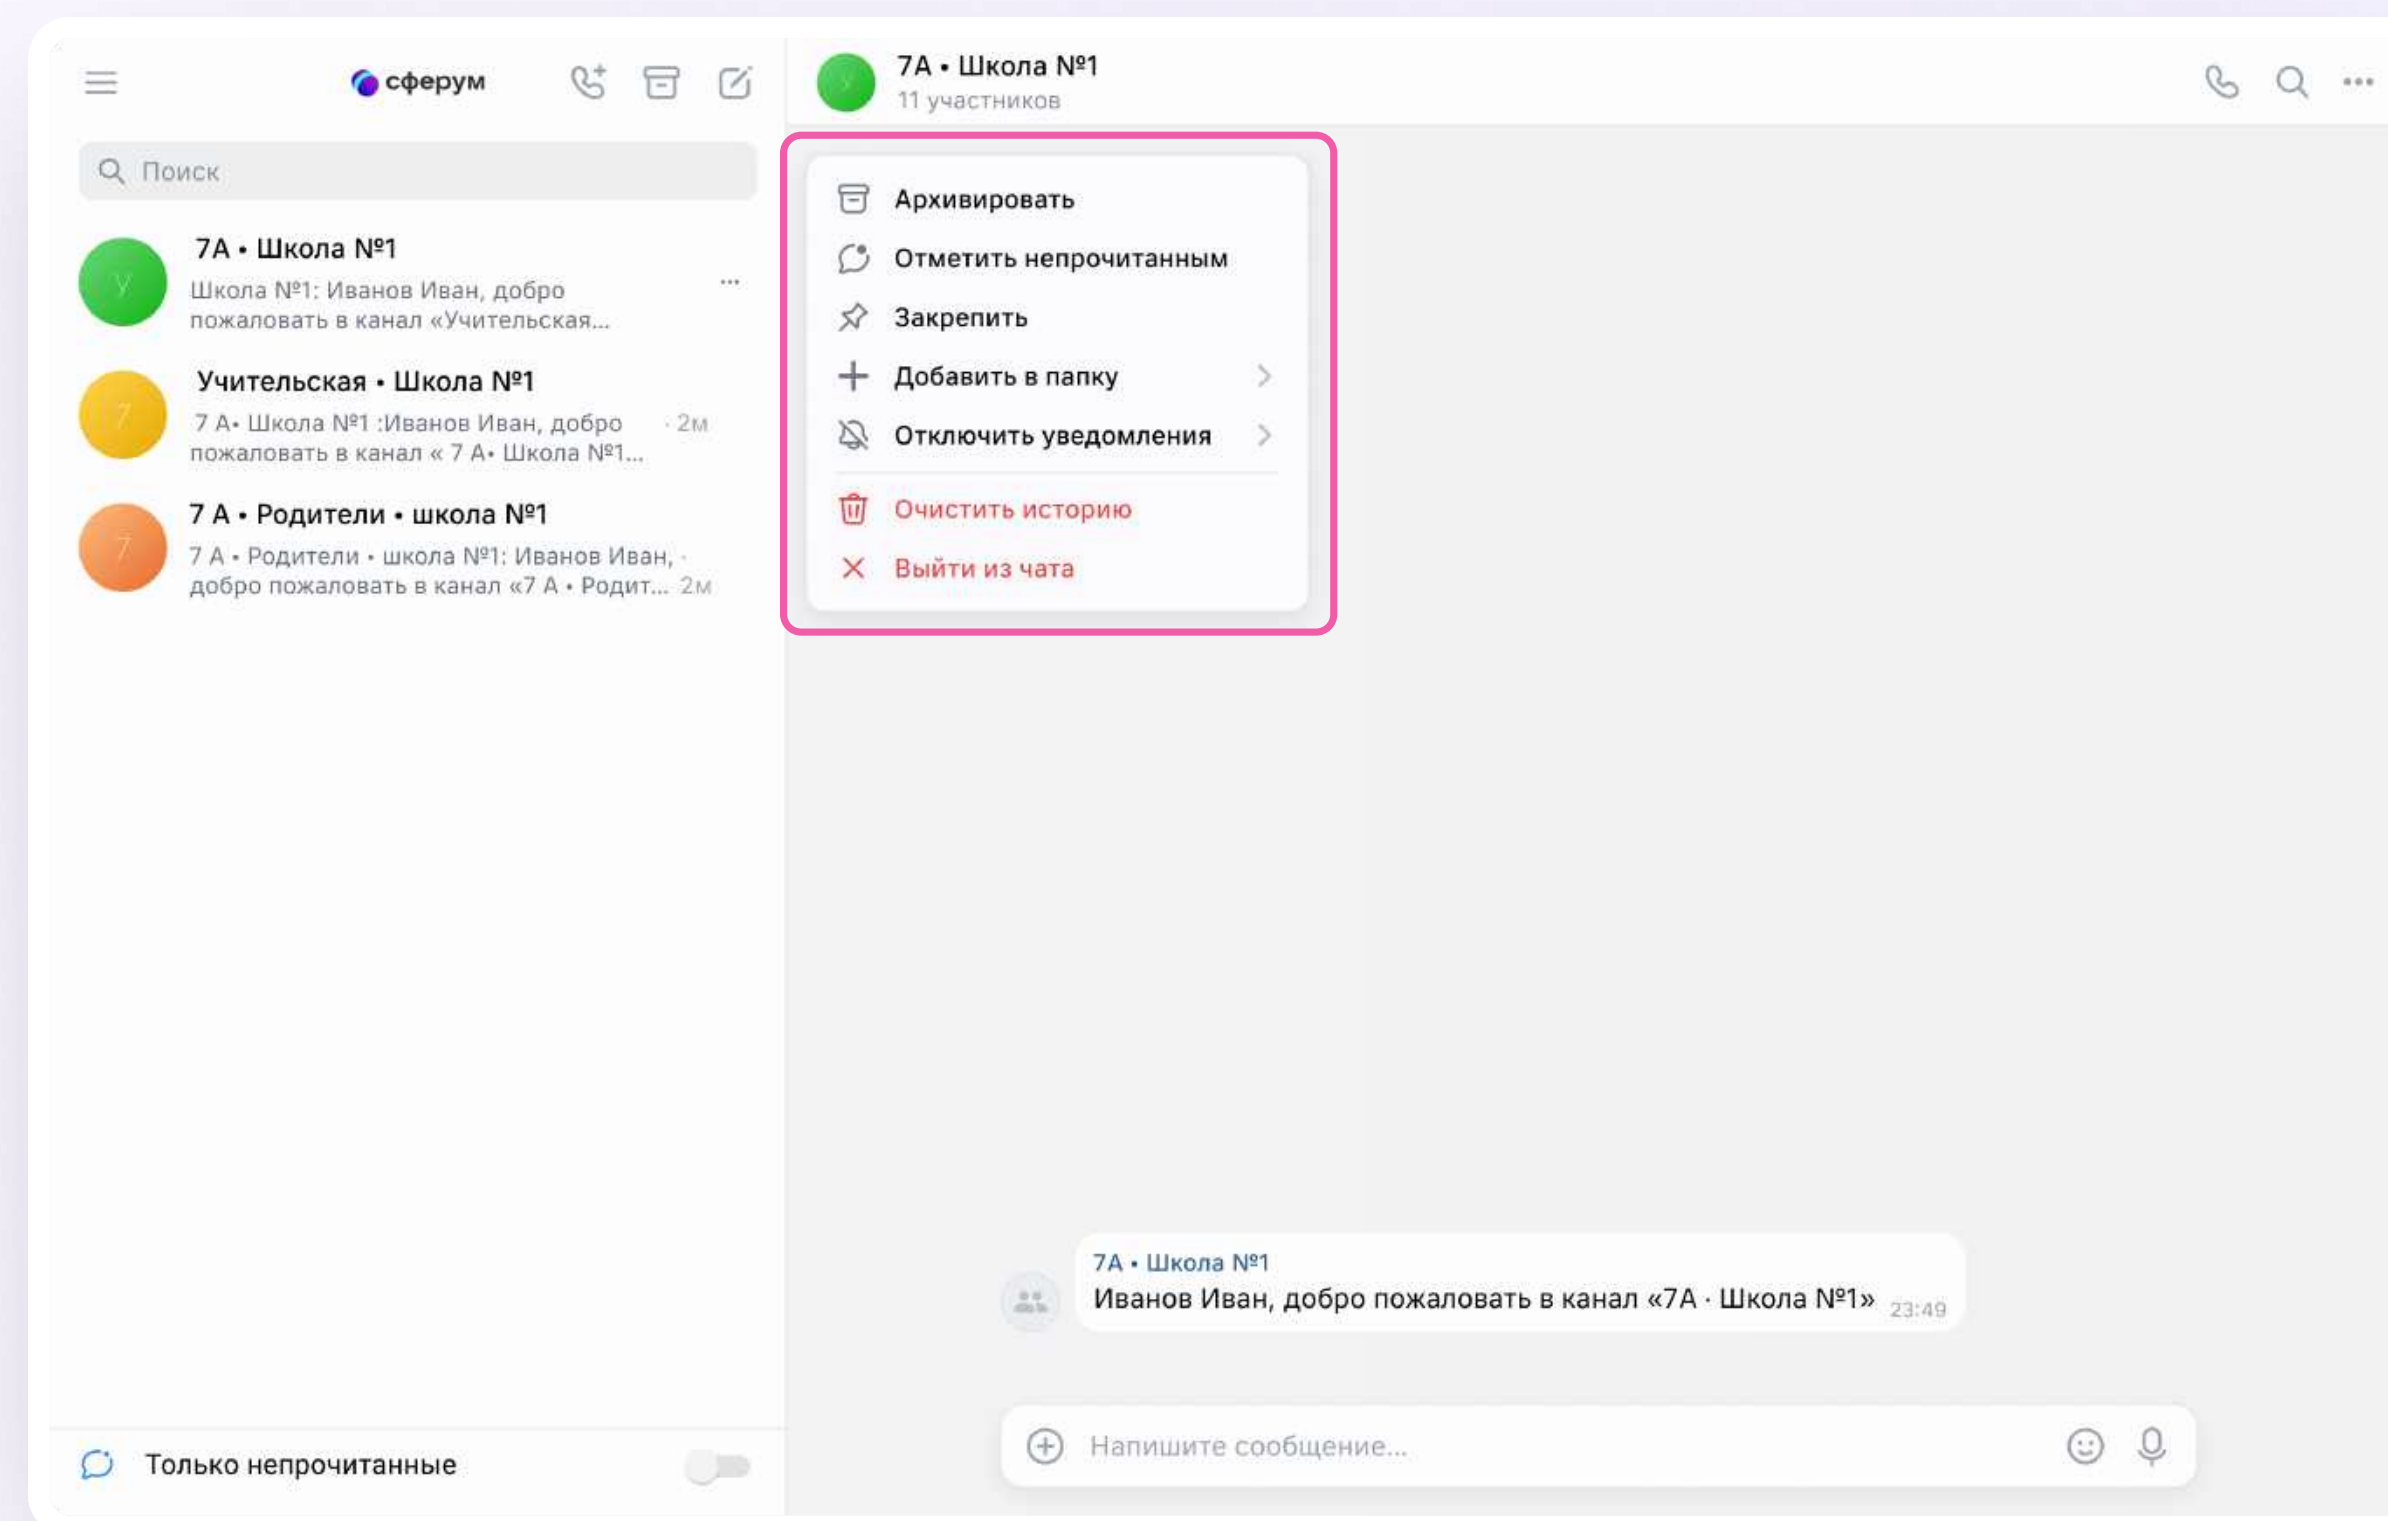 сферум
Поиск
7А • Школа №1
Школа №1: Иванов Иван, добро
пожаловать в канал «Учительская...
У
Учительская • Школа №1
7 А• Школа №1 :Иванов Иван, добро · 2м
пожаловать в канал « 7 А• Школа №1...
7
7 А • Родители • школа №1
7 А • Родители • школа №1: Иванов Иван, ·
добро пожаловать в канал «7 А • Родит... 2м
7
Только непрочитанные
7А • Школа №1
11 участников
Архивировать
Отметить непрочитанным
Закрепить
Добавить в папку
Отключить уведомления
Очистить историю
Выйти из чата
7А • Школа №1
Иванов Иван, добро пожаловать в канал «7А · Школа №1» 23:49
Напишите сообщение...